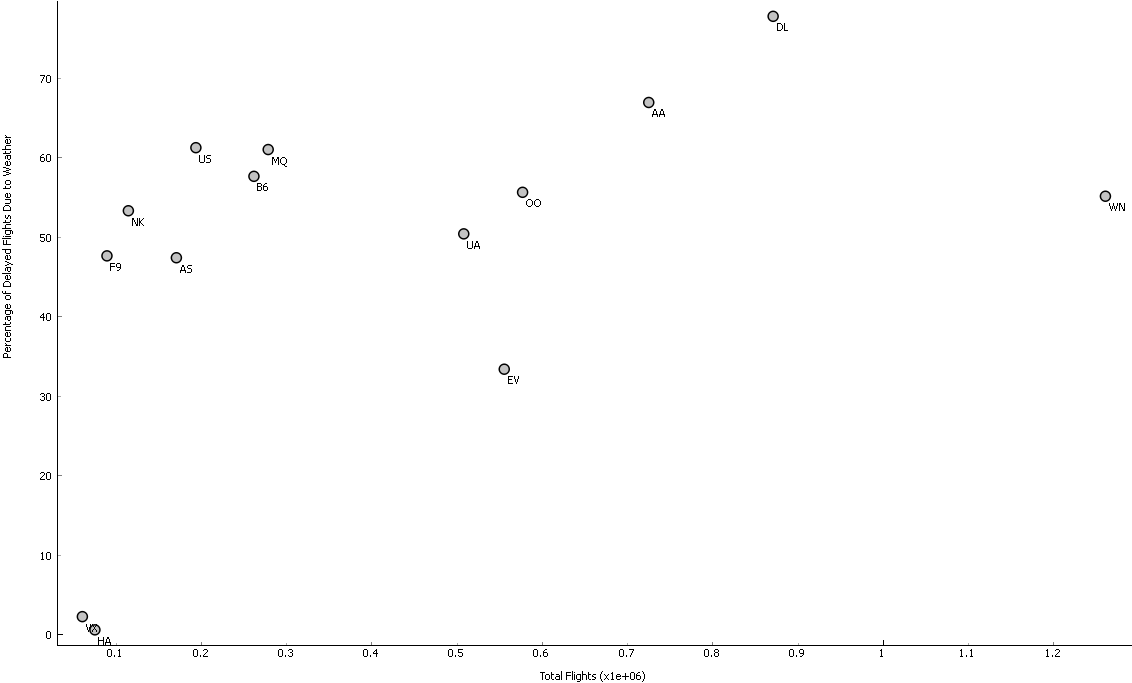 DL
70
AA
US
MQ
60
B6
OO
WN
NK
50
UA
F9
AS
40
EV
30
20
10
VX
0
HA
0.1 0.2 0.3 0.4 0.5 0.6 0.7 0.8 0.9 1 1.1 1.2
Total Flights (x1e+06)
Percentage of Delayed Flights Due to Weather